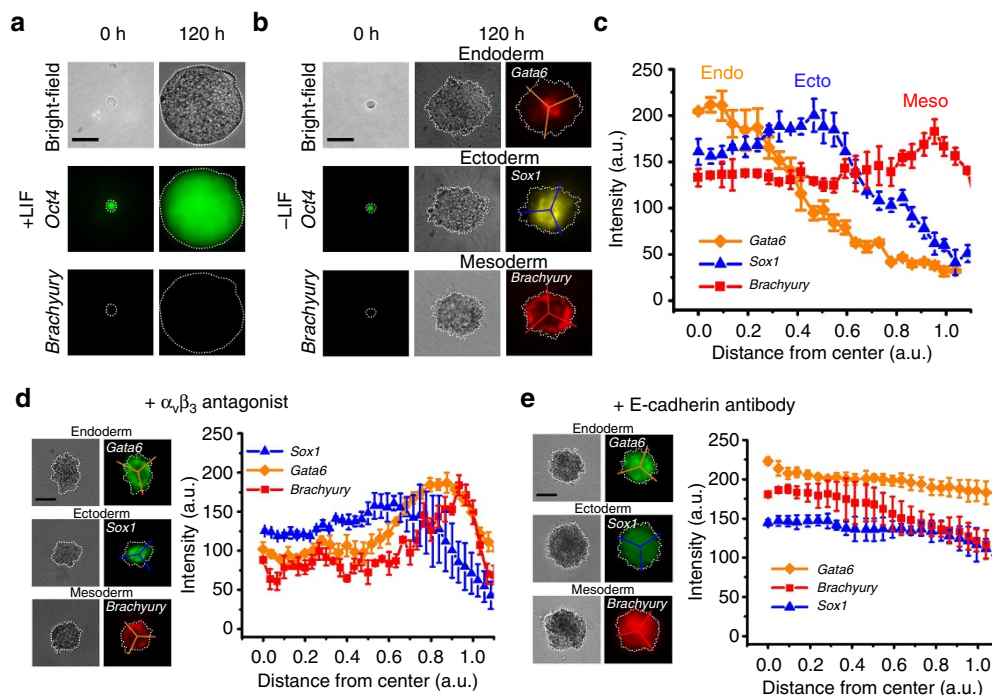 a
0 h 120 h
Bright-field
+LIF
Oct4
Brachyury
b
0 h 120 h
Bright-field
–LIF
Oct4
Brachyury
Endoderm
Gata6
Ectoderm
Sox1
Mesoderm
Brachyury
c
Endo Ecto Meso
250
200
150
100
50
0
Intensity (a.u.)
Gata6
Sox1
Brachyury
0.0 0.2 0.4 0.6 0.8 1.0
Distance from center (a.u.)
d
+ αvβ3 antagonist
Endoderm
Gata6
Ectoderm
Sox1
Mesoderm
Brachyury
250
200
150
100
50
0
Intensity (a.u.)
Sox1
Gata6
Brachyury
0.0 0.2 0.4 0.6 0.8 1.0
Distance from center (a.u.)
e
+ E-cadherin antibody
Endoderm
Gata6
Ectoderm
Sox1
Mesoderm
Brachyury
250
200
150
100
50
0
Intensity (a.u.)
Gata6
Brachyury
Sox1
0.0 0.2 0.4 0.6 0.8 1.0
Distance from center (a.u.)